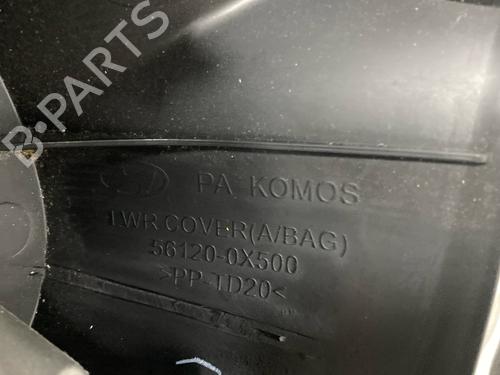 B-PARTS
PA KOMOS
LWR COVER(A/BAG)
56120-0X500
>PP-TD20<